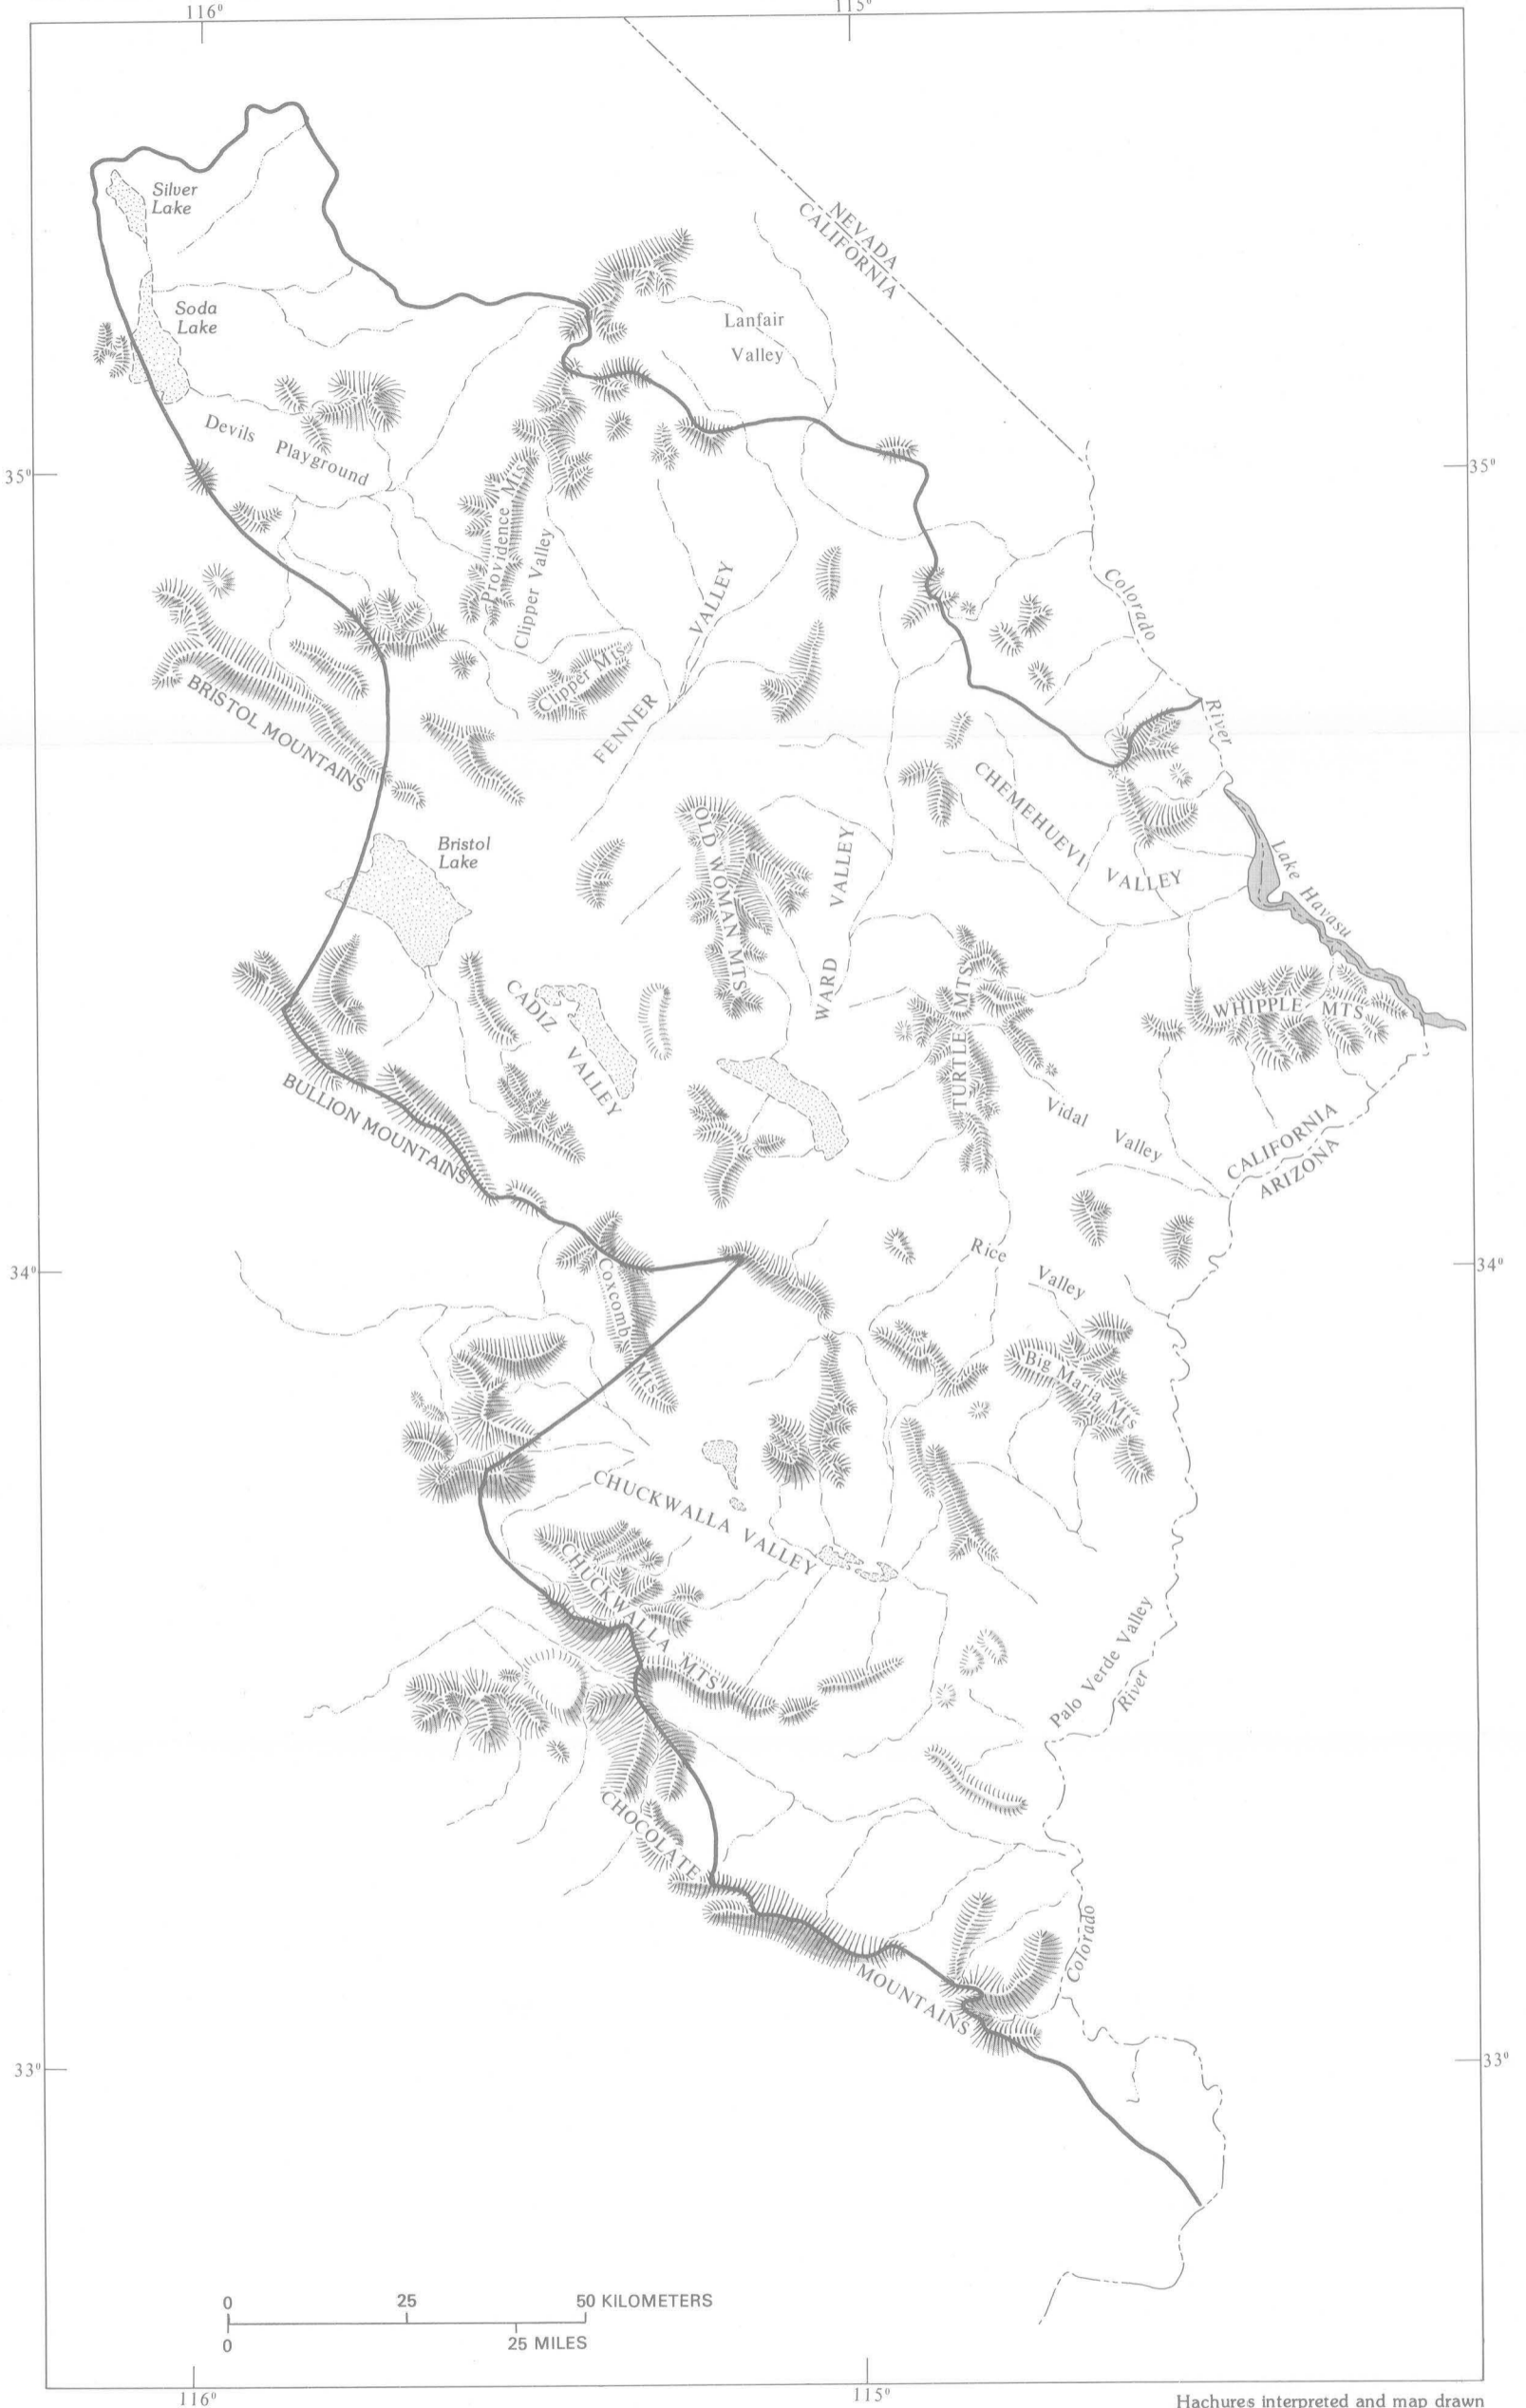 116°
115°
NEVADA
CALIFORNIA
Silver
Lake
Soda
Lake
Lanfair
Valley
Devils Playground
35°
35°
Providence Mts
Clipper Valley
Colorado
VALLEY
Clipper Mts
FENNER
BRISTOL MOUNTAINS
River
CHEMEHUEVI
VALLEY
Bristol
Lake
OLD WOMAN MTS
VALLEY
WARD
Lake Havasu
CADIZ
VALLEY
TURTLE MTS
WHIPPLE MTS
BULLION MOUNTAINS
Vidal Valley
CALIFORNIA
ARIZONA
34°
34°
Rice
Valley
Coxcomb Mts
Big Maria Mts
CHUCKWALLA VALLEY
CHUCKWALLA MTS
Palo Verde Valley
River
CHOCOLATE
MOUNTAINS
Colorado
33°
33°
0 25 50 KILOMETERS
0 25 MILES
116°
115°
Hachures interpreted and map drawn